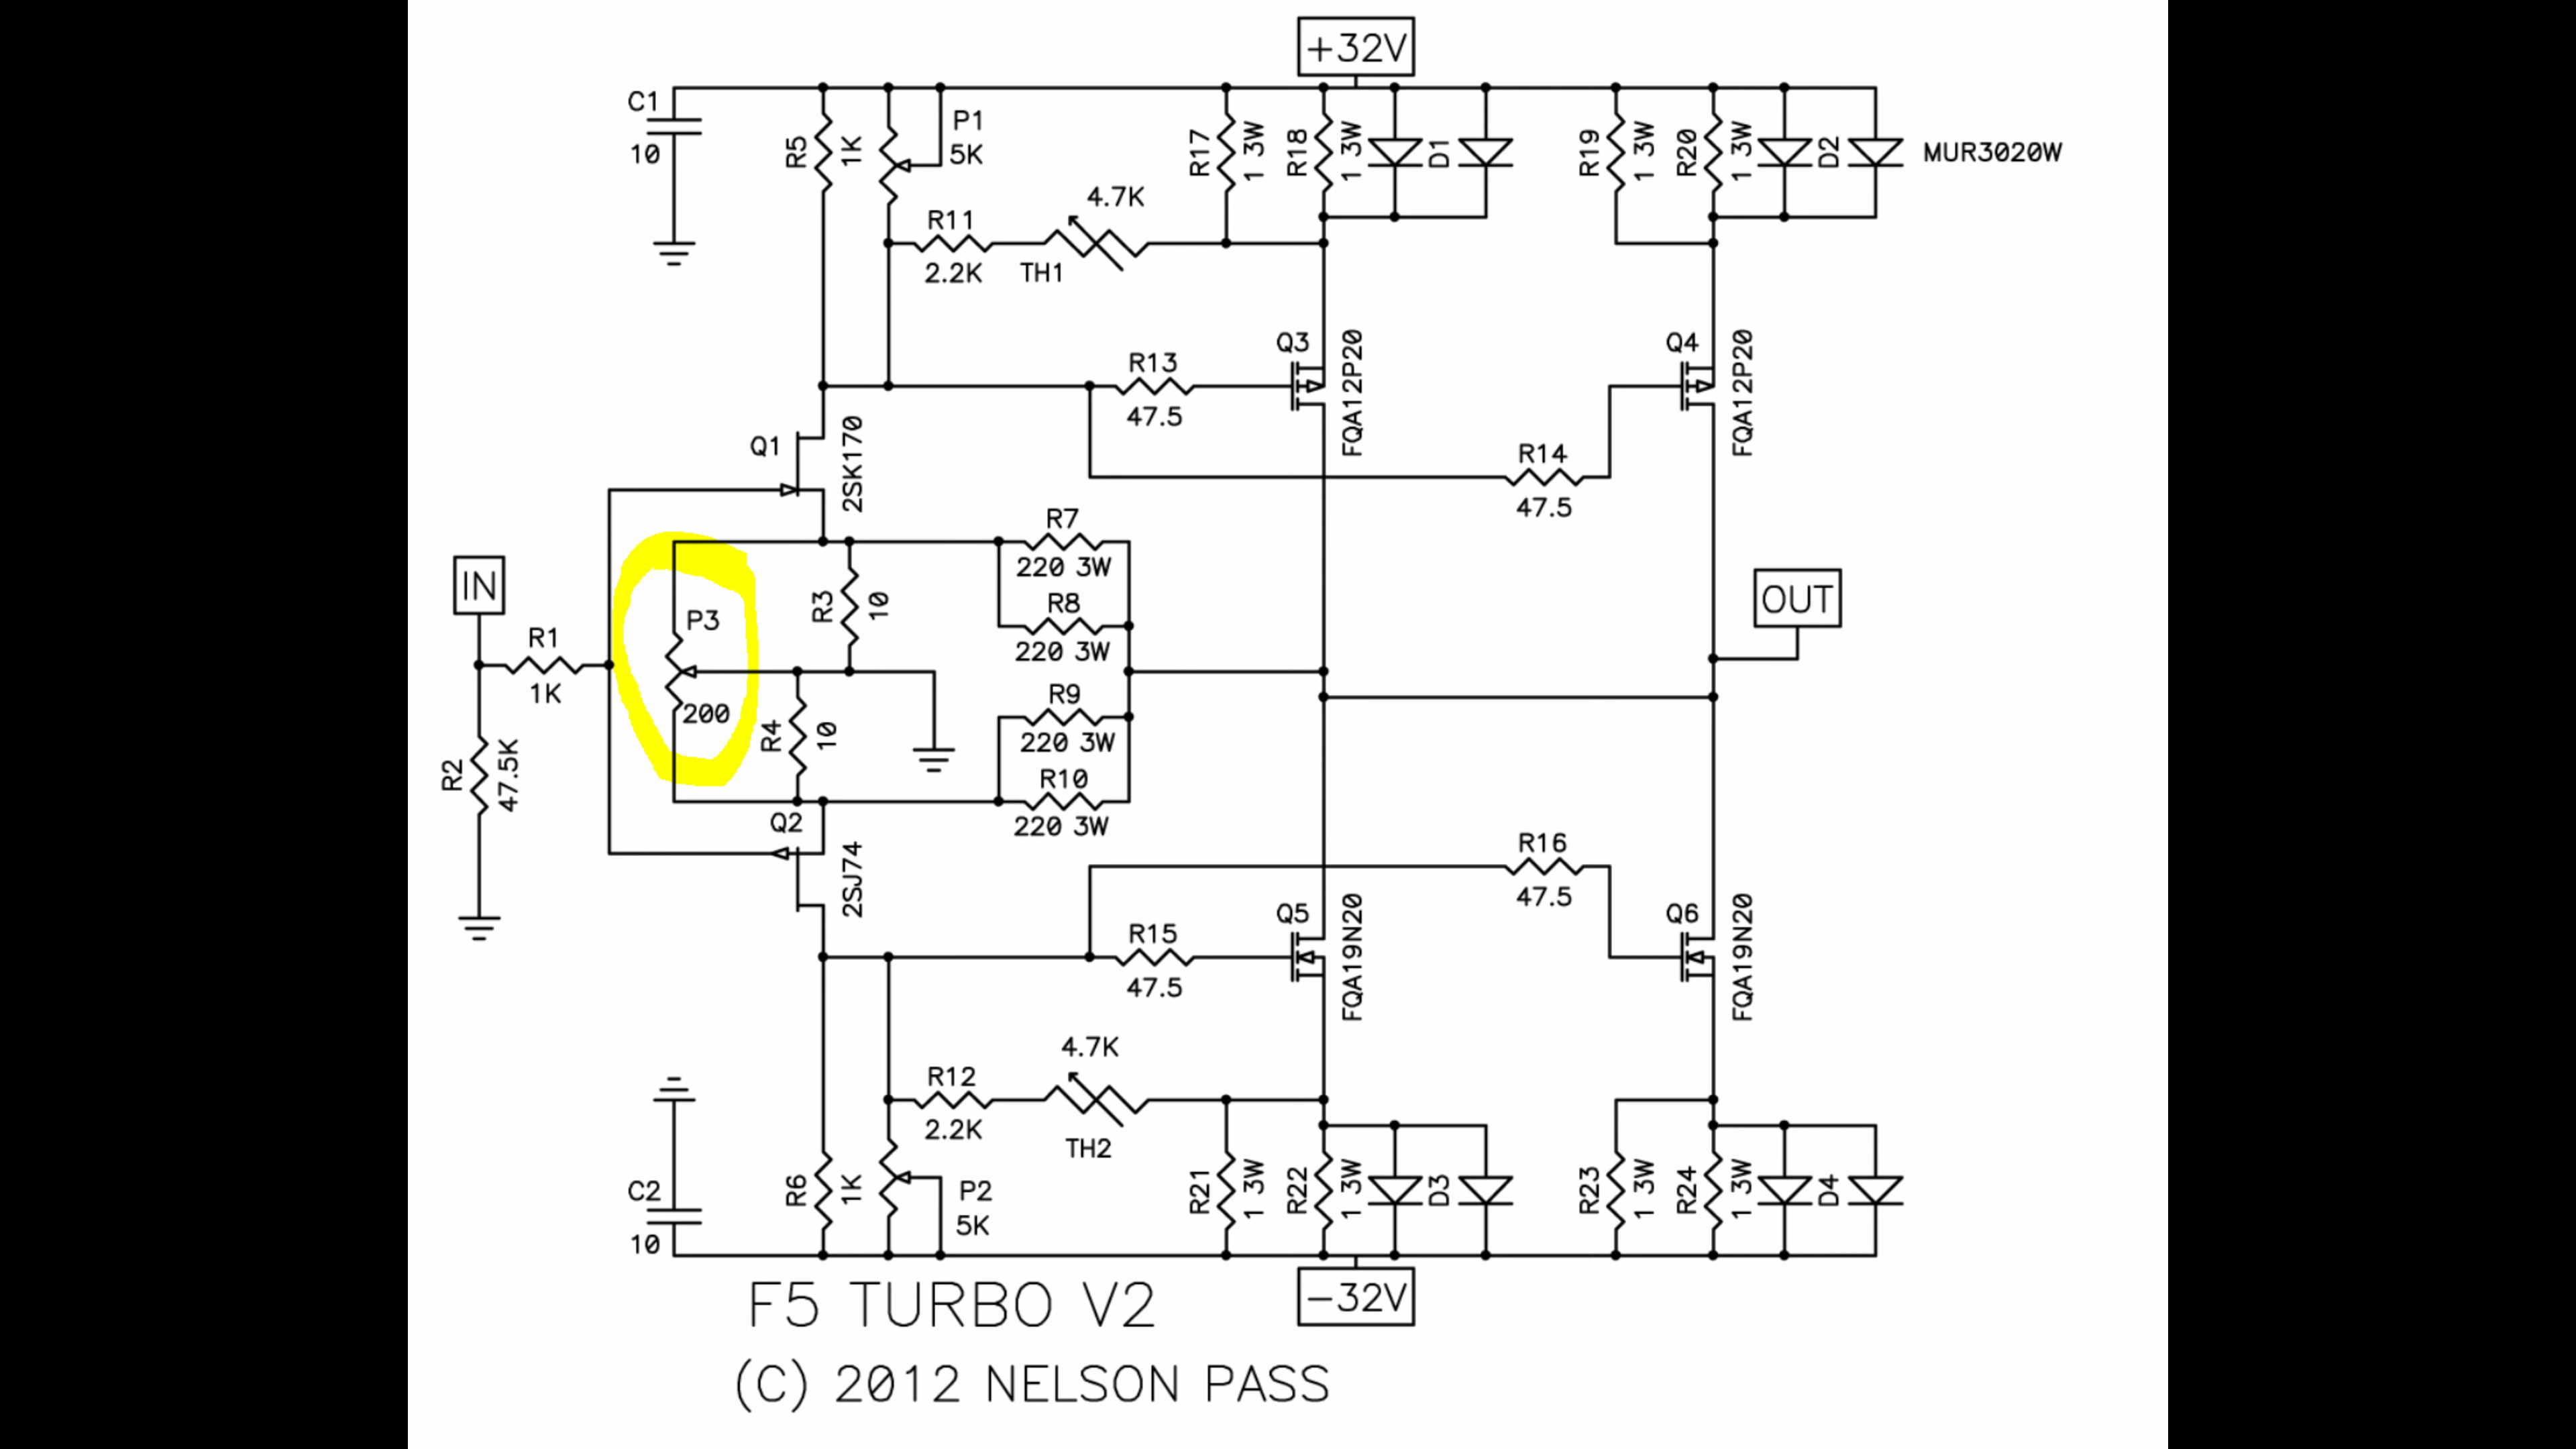 +32V
C1
10
R5
1K
P1
5K
R17
1 3W
R18
1 3W
D1
R19
1 3W
R20
1 3W
D2
MUR3020W
4.7K
R11
2.2K
TH1
R13
47.5
Q3
FQA12P20
Q4
FQA12P20
Q1
2SK170
R14
47.5
R7
220 3W
IN
R8
220 3W
OUT
P3
200
R3
10
R1
1K
R9
220 3W
R4
10
R2
47.5K
R10
220 3W
Q2
2SJ74
R16
47.5
R15
47.5
Q5
FQA19N20
Q6
FQA19N20
4.7K
R12
2.2K
TH2
C2
10
R6
1K
P2
5K
R21
1 3W
R22
1 3W
D3
R23
1 3W
R24
1 3W
D4
-32V
F5 TURBO V2
(C) 2012 NELSON PASS